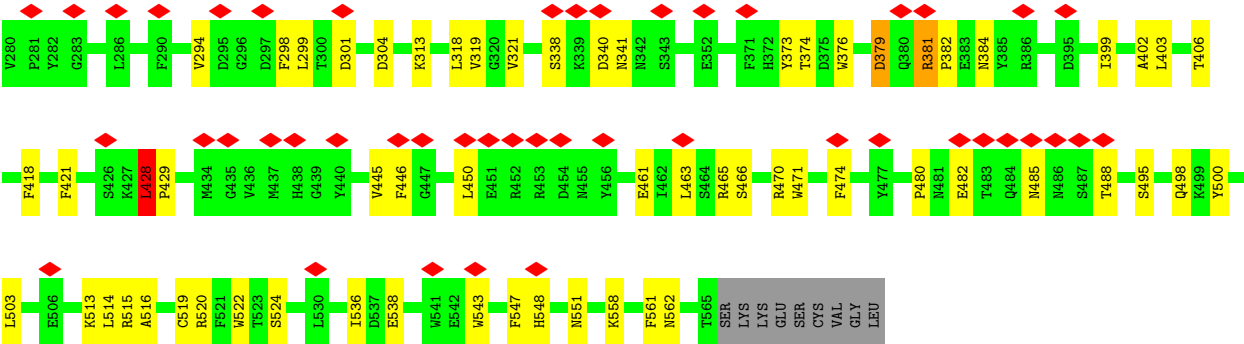 V280 P281 Y282 G283 L286 F290 V294 D295 G296 D297 F298 L299 T300 D301 D304 K313 L318 V319 G320 V321 S338 K339 D340 N341 N342 S343 E352 F371 H372 Y373 T374 D375 W376 D379 Q380 R381 P382 E383 N384 Y385 R386 D395 I399 A402 L403 T406
F418 F421 S426 K427 L428 P429 M434 G435 V436 M437 H438 G439 Y440 V445 F446 G447 L450 E451 R452 R453 D454 N455 Y456 E461 I462 L463 S464 R465 S466 R470 W471 F474 Y477 P480 N481 E482 T483 Q484 N485 N486 S487 T488 S495 Q498 K499 Y500
L503 E506 K513 L514 R515 A516 C519 R520 F521 W522 T523 S524 L530 I536 D537 E538 W541 E542 W543 F547 H548 N551 K558 F561 N562 T565 SER LYS LYS GLU SER CYS VAL GLY LEU